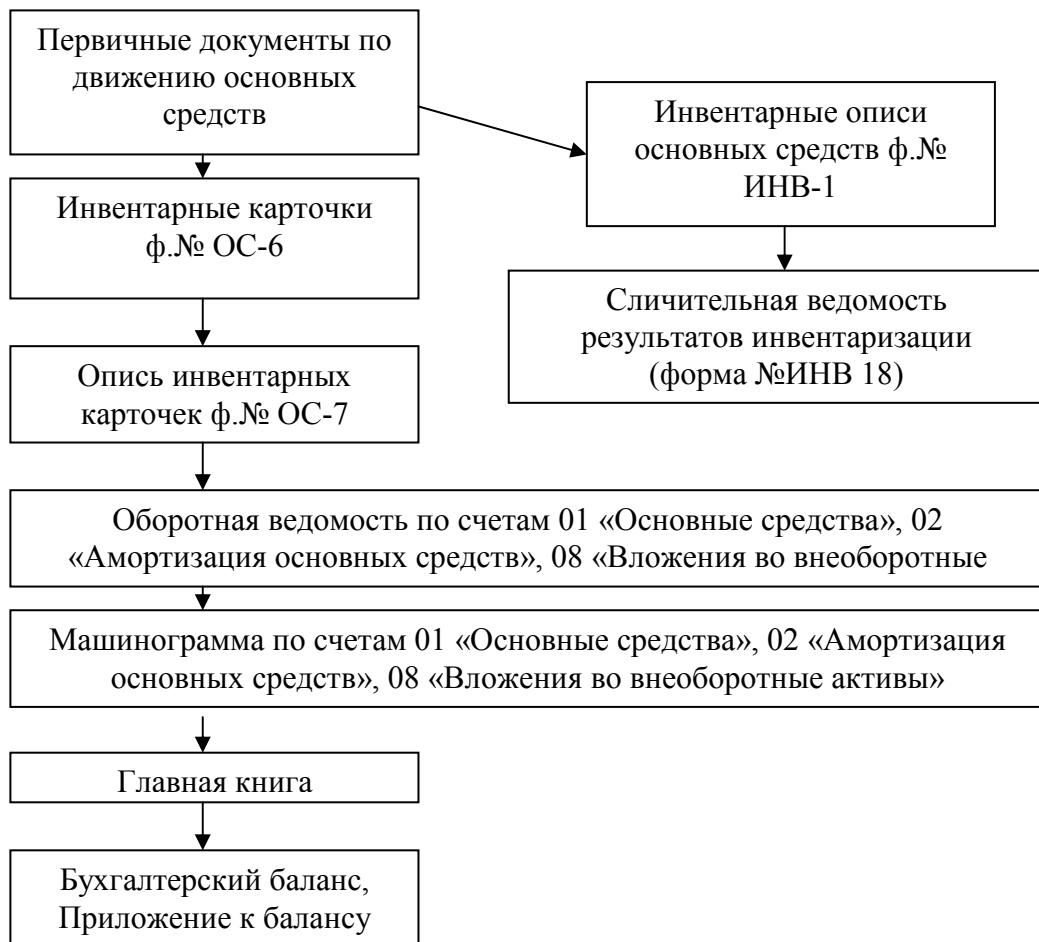 Первичные документы по
движению основных
средств
Инвентарные описи
основных средств ф.№
ИНВ-1
Инвентарные карточки
ф.№ ОС-6
Сличительная ведомость
результатов инвентаризации
(форма №ИНВ 18)
Опись инвентарных
карточек ф.№ ОС-7
Оборотная ведомость по счетам 01 «Основные средства», 02
«Амортизация основных средств», 08 «Вложения во внеоборотные
Машинограмма по счетам 01 «Основные средства», 02 «Амортизация
основных средств», 08 «Вложения во внеоборотные активы»
Главная книга
Бухгалтерский баланс,
Приложение к балансу